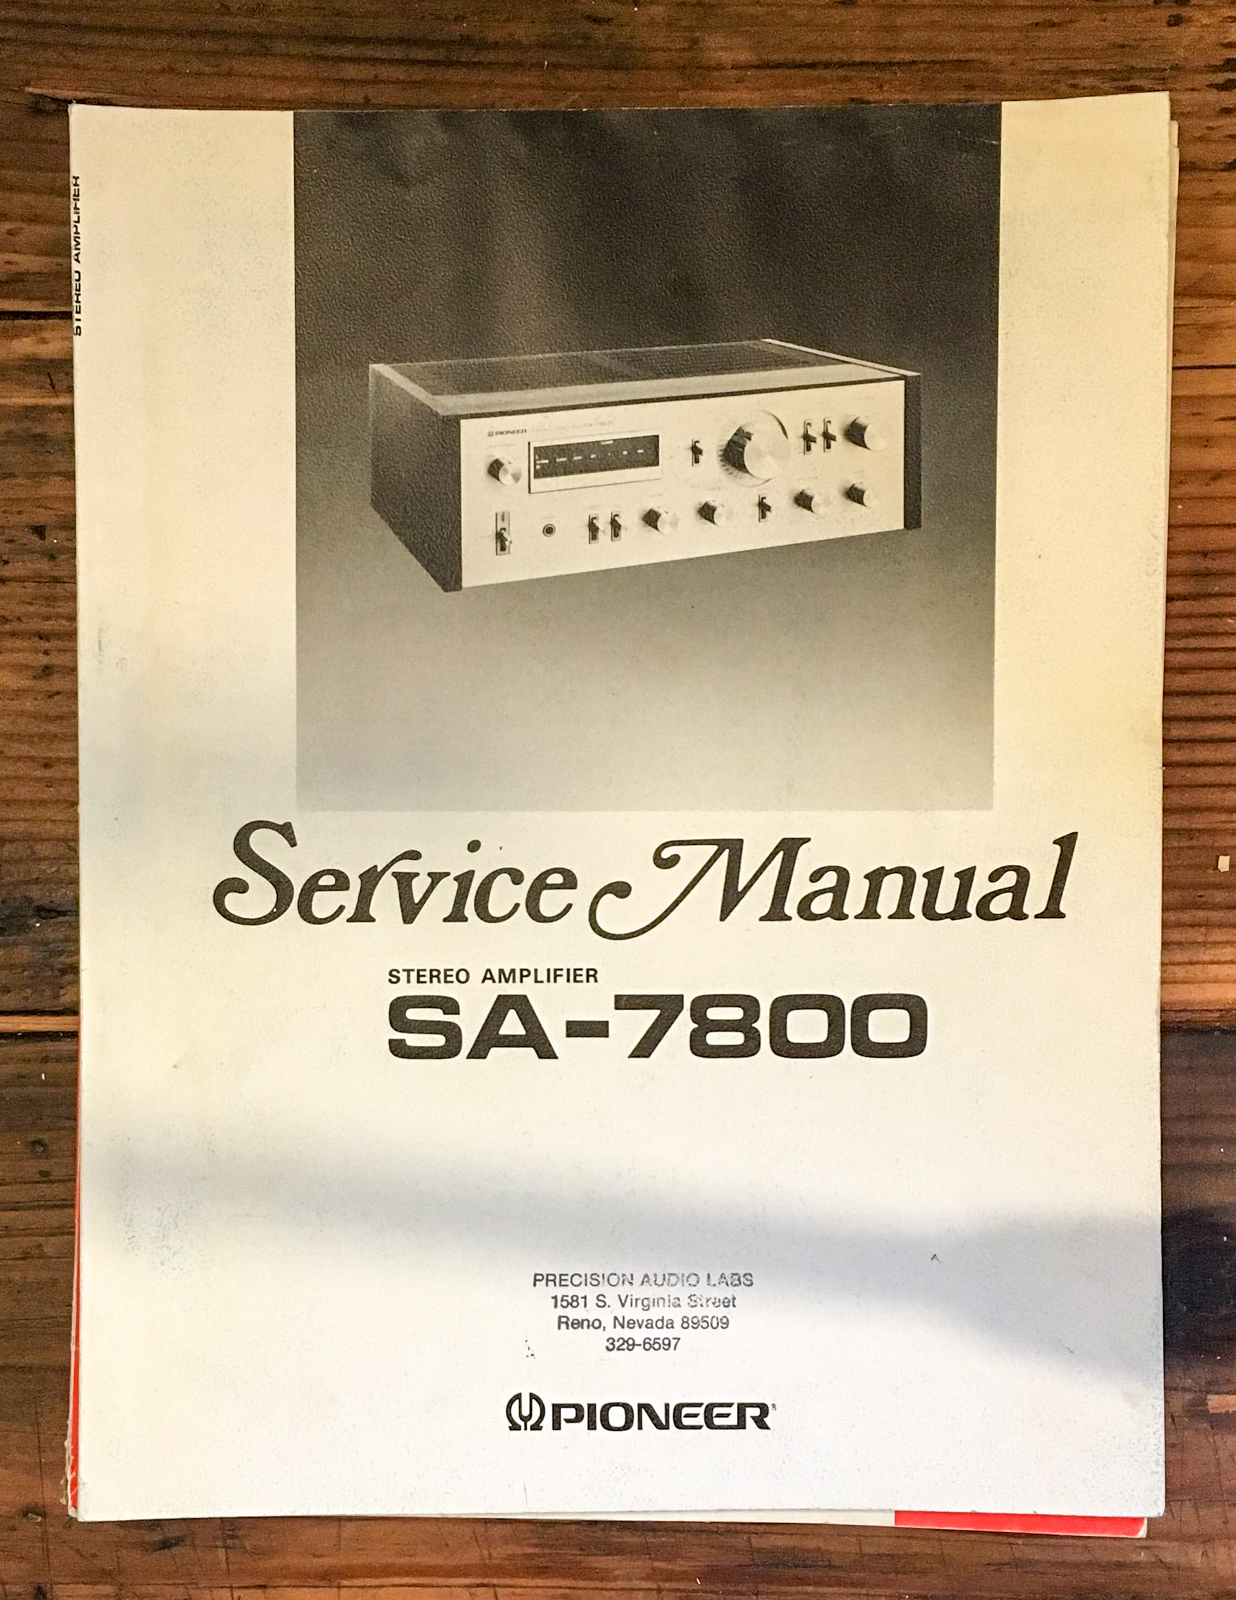 STEREO AMPLIFIER
PIONEER
Service Manual
STEREO AMPLIFIER
SA-7800
PRECISION AUDIO LABS
1581 S. Virginia Street
Reno, Nevada 89509
329-6597
PIONEER®